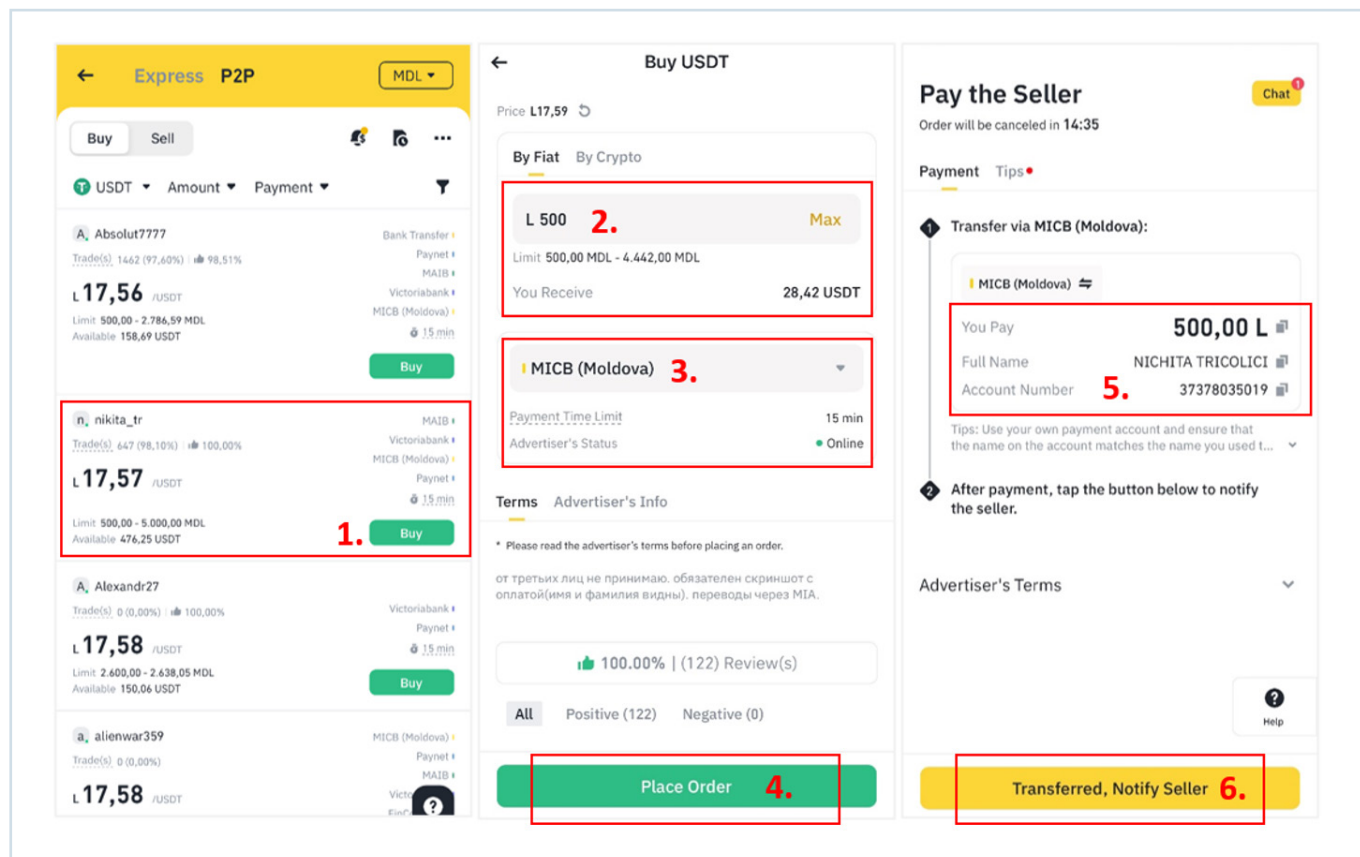 Express P2P MDL
Buy Sell
USDT Amount Payment
A Absolut7777
Trade(s) 1462 (97,60%) 98,51%
L 17,56 /USDT
Limit 500,00 - 2.786,59 MDL
Available 158,69 USDT
Bank Transfer
Paynet
MAIB
Victoriabank
MICB (Moldova)
15 min
Buy
n nikita_tr
Trade(s) 647 (98,10%) 100,00%
L 17,57 /USDT
Limit 500,00 - 5.000,00 MDL
Available 476,25 USDT
MAIB
Victoriabank
MICB (Moldova)
Paynet
15 min
1. Buy
A Alexandr27
Trade(s) 0 (0,00%) 100,00%
L 17,58 /USDT
Limit 2.600,00 - 2.638,05 MDL
Available 150,06 USDT
Victoriabank
Paynet
15 min
Buy
a alienwar359
Trade(s) 0 (0,00%)
L 17,58 /USDT
MICB (Moldova)
Paynet
MAIB
?
Buy USDT
Price L17,59
By Fiat By Crypto
L 500 2. Max
Limit 500,00 MDL - 4.442,00 MDL
You Receive 28,42 USDT
MICB (Moldova) 3.
Payment Time Limit 15 min
Advertiser's Status Online
Terms Advertiser's Info
* Please read the advertiser's terms before placing an order.
от третьих лиц не принимаю. обязателен скриншот с
оплатой(имя и фамилия видны). переводы через MIA.
100.00% | (122) Review(s)
All Positive (122) Negative (0)
Place Order 4.
Pay the Seller Chat 1
Order will be canceled in 14:35
Payment Tips
1 Transfer via MICB (Moldova):
MICB (Moldova)
You Pay 500,00 L
Full Name NICHITA TRICOLICI
Account Number 5. 37378035019
Tips: Use your own payment account and ensure that
the name on the account matches the name you used t...
2 After payment, tap the button below to notify
the seller.
Advertiser's Terms
?
Help
Transferred, Notify Seller 6.